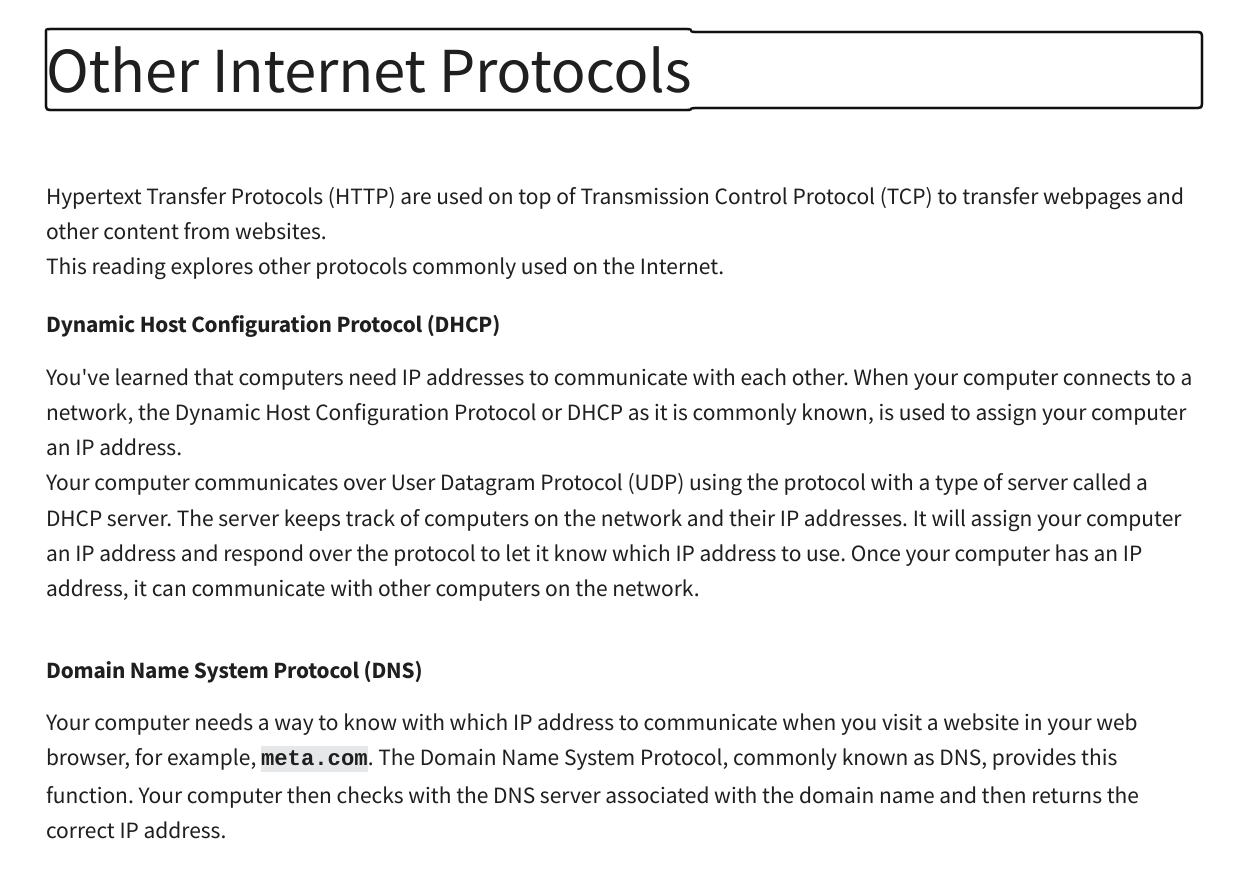 Other Internet Protocols
Hypertext Transfer Protocols (HTTP) are used on top of Transmission Control Protocol (TCP) to transfer webpages and
other content from websites.
This reading explores other protocols commonly used on the Internet.
Dynamic Host Configuration Protocol (DHCP)
You've learned that computers need IP addresses to communicate with each other. When your computer connects to a
network, the Dynamic Host Configuration Protocol or DHCP as it is commonly known, is used to assign your computer
an IP address.
Your computer communicates over User Datagram Protocol (UDP) using the protocol with a type of server called a
DHCP server. The server keeps track of computers on the network and their IP addresses. It will assign your computer
an IP address and respond over the protocol to let it know which IP address to use. Once your computer has an IP
address, it can communicate with other computers on the network.
Domain Name System Protocol (DNS)
Your computer needs a way to know with which IP address to communicate when you visit a website in your web
browser, for example, meta.com. The Domain Name System Protocol, commonly known as DNS, provides this
function. Your computer then checks with the DNS server associated with the domain name and then returns the
correct IP address.